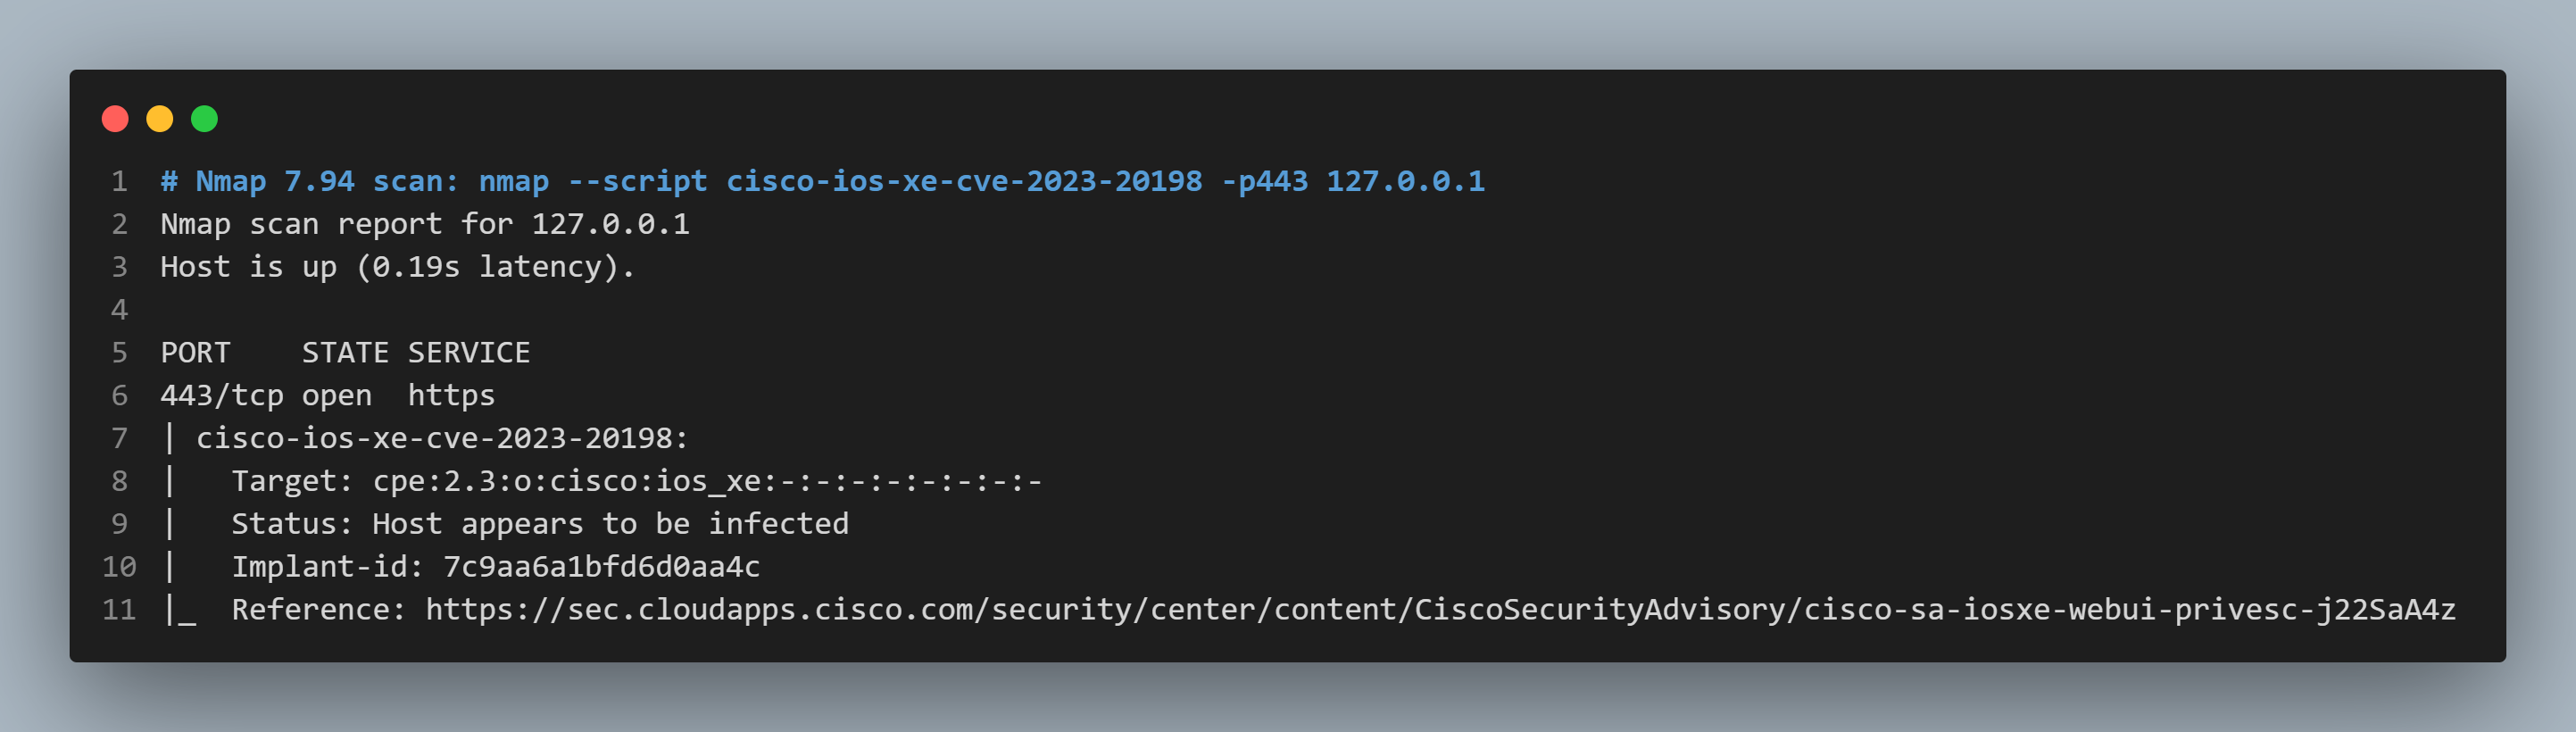 1 # Nmap 7.94 scan: nmap --script cisco-ios-xe-cve-2023-20198 -p443 127.0.0.1
2 Nmap scan report for 127.0.0.1
3 Host is up (0.19s latency).
4
5 PORT    STATE SERVICE
6 443/tcp open  https
7 | cisco-ios-xe-cve-2023-20198:
8 |   Target: cpe:2.3:o:cisco:ios_xe:-:-:-:-:-:-:-:-
9 |   Status: Host appears to be infected
10 |   Implant-id: 7c9aa6a1bfd6d0aa4c
11 |_  Reference: https://sec.cloudapps.cisco.com/security/center/content/CiscoSecurityAdvisory/cisco-sa-iosxe-webui-privesc-j22SaA4z